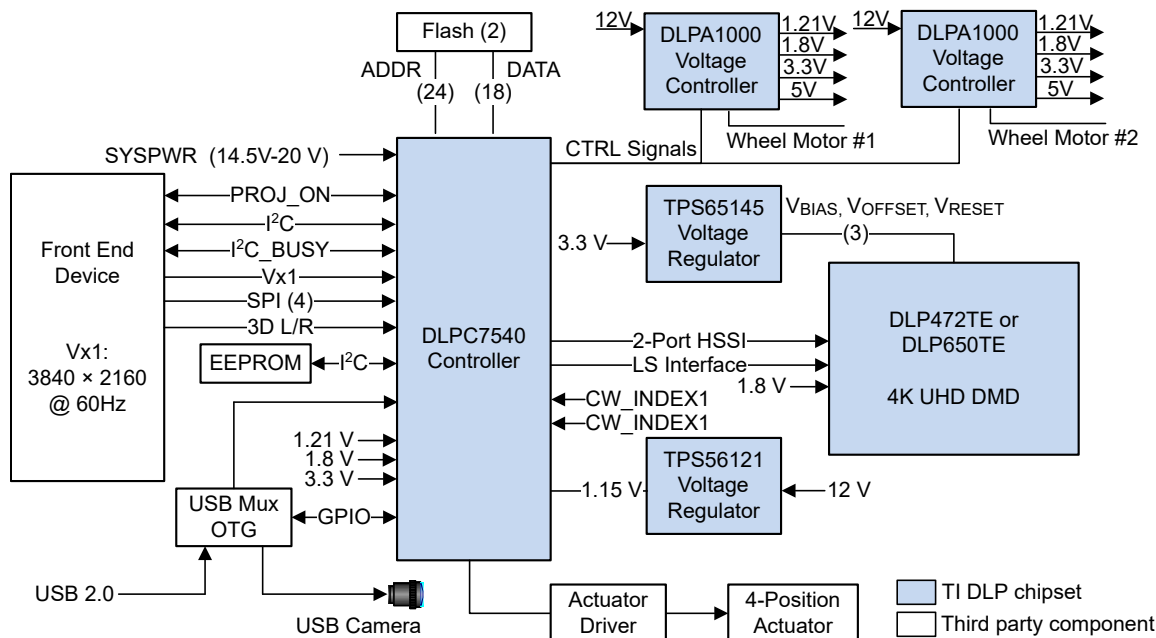 Flash (2)
ADDR
(24)
DATA
(18)
12V
DLPA1000
Voltage
Controller
1.21V
1.8V
3.3V
5V
Wheel Motor #1
12V
DLPA1000
Voltage
Controller
1.21V
1.8V
3.3V
5V
Wheel Motor #2
CTRL Signals
SYSPWR (14.5V-20 V)
Front End
Device
Vx1:
3840 × 2160
@ 60Hz
PROJ_ON
I²C
I²C_BUSY
Vx1
SPI (4)
3D L/R
EEPROM
I²C
DLPC7540
Controller
3.3 V
TPS65145
Voltage
Regulator
VBIAS, VOFFSET, VRESET
(3)
2-Port HSSI
LS Interface
1.8 V
DLP472TE or
DLP650TE
4K UHD DMD
CW_INDEX1
CW_INDEX1
1.21 V
1.8 V
3.3 V
1.15 V
TPS56121
Voltage
Regulator
12 V
USB Mux
OTG
GPIO
USB 2.0
USB Camera
Actuator
Driver
4-Position
Actuator
TI DLP chipset
Third party component